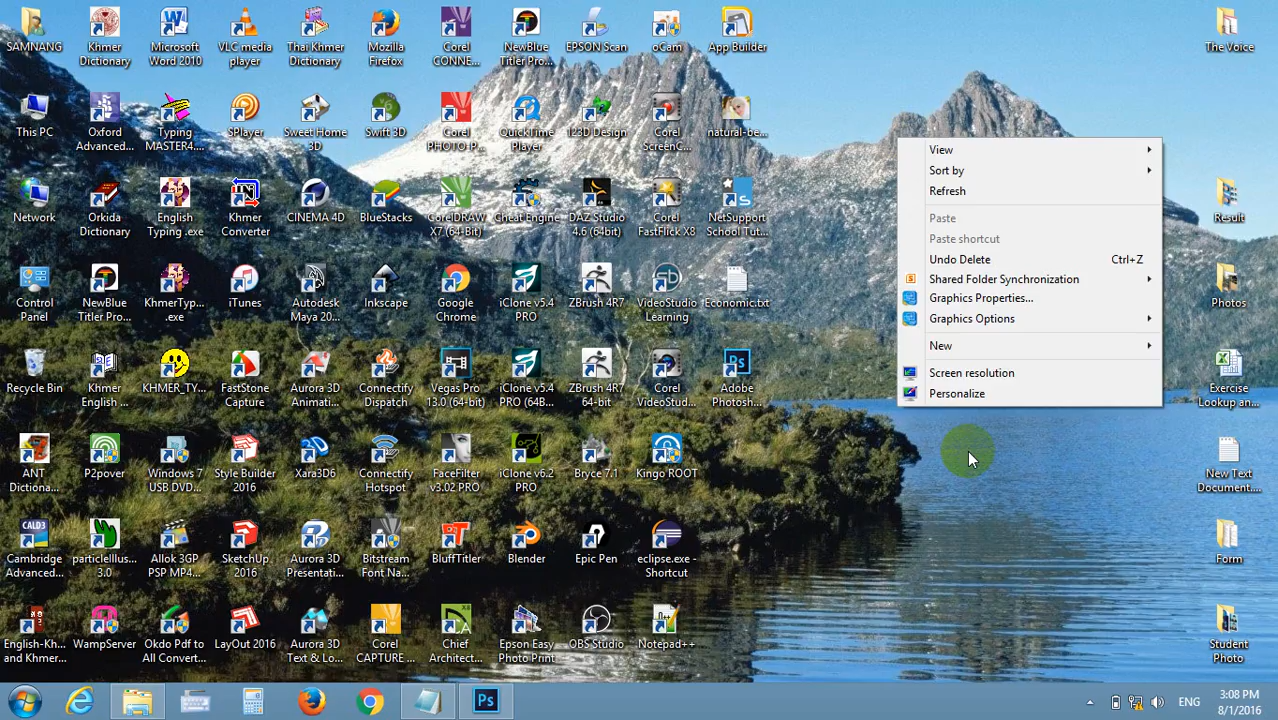 SAMNANG
Khmer
Dictionary
Microsoft
Word 2010
VLC media
player
Thai Khmer
Dictionary
Mozilla
Firefox
Corel
CONNE...
NewBlue
Titler Pro...
EPSON Scan
oCam
App Builder
The Voice
This PC
Oxford
Advanced...
Typing
MASTER4....
SPlayer
Sweet Home
3D
Swift 3D
Corel
PHOTO-P...
QuickTime
Player
123D Design
Corel
ScreenC...
natural-be...
Network
Orkida
Dictionary
English
Typing .exe
Khmer
Converter
CINEMA 4D
BlueStacks
CorelDRAW
X7 (64-Bit)
Cheat Engine
DAZ Studio
4.6 (64bit)
Corel
FastFlick X8
NetSupport
School Tut...
Result
Control
Panel
NewBlue
Titler Pro...
KhmerTyp...
.exe
iTunes
Autodesk
Maya 20...
Inkscape
Google
Chrome
iClone v5.4
PRO
ZBrush 4R7
VideoStudio
Learning
Economic.txt
Photos
Recycle Bin
Khmer
English ...
KHMER_TY...
FastStone
Capture
Aurora 3D
Animati...
Connectify
Dispatch
Vegas Pro
13.0 (64-bit)
iClone v5.4
PRO (64B...
ZBrush 4R7
64-bit
Corel
VideoStud...
Adobe
Photosh...
Exercise
Lookup an...
ANT
Dictiona...
P2pover
Windows 7
USB DVD...
Style Builder
2016
Xara3D6
Connectify
Hotspot
FaceFilter
v3.02 PRO
iClone v6.2
PRO
Bryce 7.1
Kingo ROOT
New Text
Document....
CALD3
Cambridge
Advanced...
particleIllus...
3.0
Allok 3GP
PSP MP4...
SketchUp
2016
Aurora 3D
Presentati...
Bitstream
Font Na...
BluffTitler
Blender
Epic Pen
eclipse.exe -
Shortcut
Form
English-Kh...
and Khmer...
WampServer
Okdo Pdf to
All Convert...
LayOut 2016
Aurora 3D
Text & Lo...
Corel
CAPTURE ...
Chief
Architect...
Epson Easy
Photo Print
OBS Studio
Notepad++
Student
Photo
View
Sort by
Refresh
Paste
Paste shortcut
Undo Delete Ctrl+Z
Shared Folder Synchronization
Graphics Properties...
Graphics Options
New
Screen resolution
Personalize
Ps
ENG
3:08 PM
8/1/2016